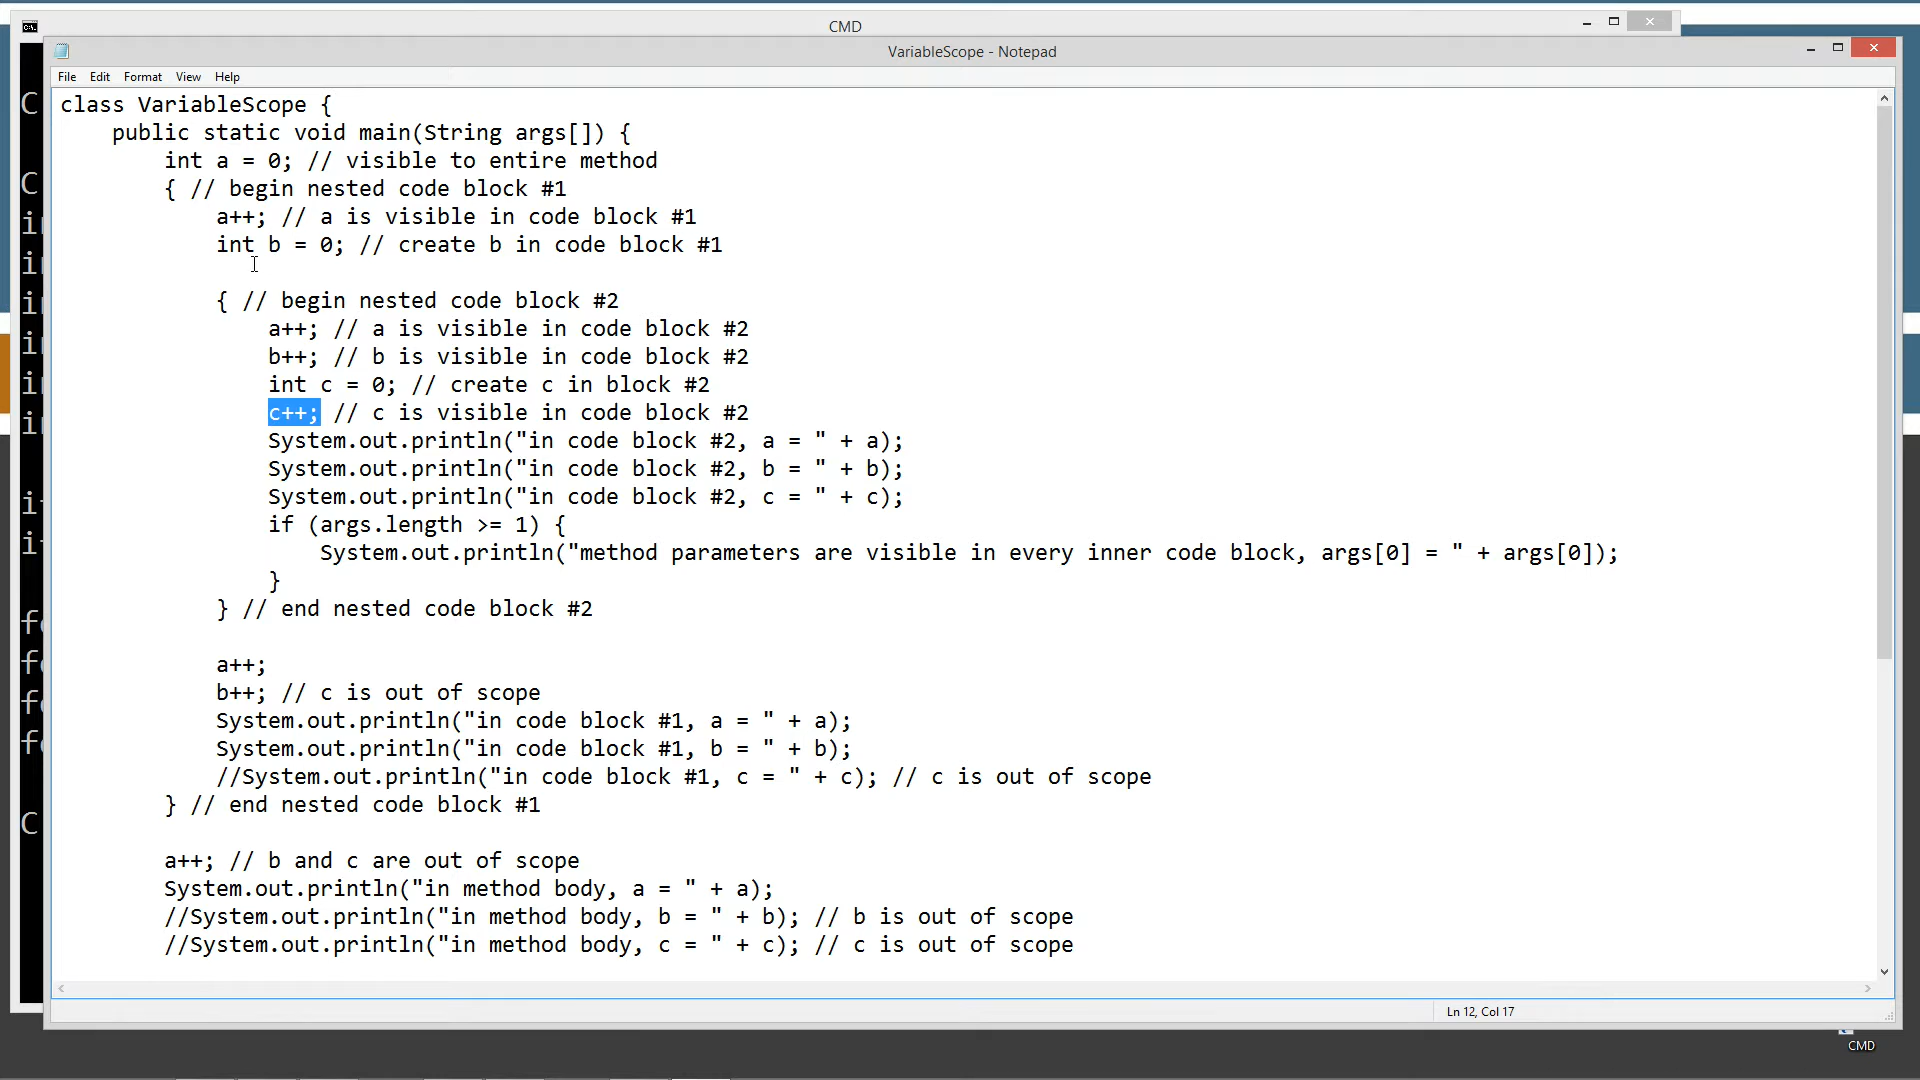 CMD
VariableScope - Notepad
File Edit Format View Help
class VariableScope {
    public static void main(String args[]) {
        int a = 0; // visible to entire method
        { // begin nested code block #1
            a++; // a is visible in code block #1
            int b = 0; // create b in code block #1

            { // begin nested code block #2
                a++; // a is visible in code block #2
                b++; // b is visible in code block #2
                int c = 0; // create c in block #2
                c++; // c is visible in code block #2
                System.out.println("in code block #2, a = " + a);
                System.out.println("in code block #2, b = " + b);
                System.out.println("in code block #2, c = " + c);
                if (args.length >= 1) {
                    System.out.println("method parameters are visible in every inner code block, args[0] = " + args[0]);
                }
            } // end nested code block #2

            a++;
            b++; // c is out of scope
            System.out.println("in code block #1, a = " + a);
            System.out.println("in code block #1, b = " + b);
            //System.out.println("in code block #1, c = " + c); // c is out of scope
        } // end nested code block #1

        a++; // b and c are out of scope
        System.out.println("in method body, a = " + a);
        //System.out.println("in method body, b = " + b); // b is out of scope
        //System.out.println("in method body, c = " + c); // c is out of scope
Ln 12, Col 17
CMD